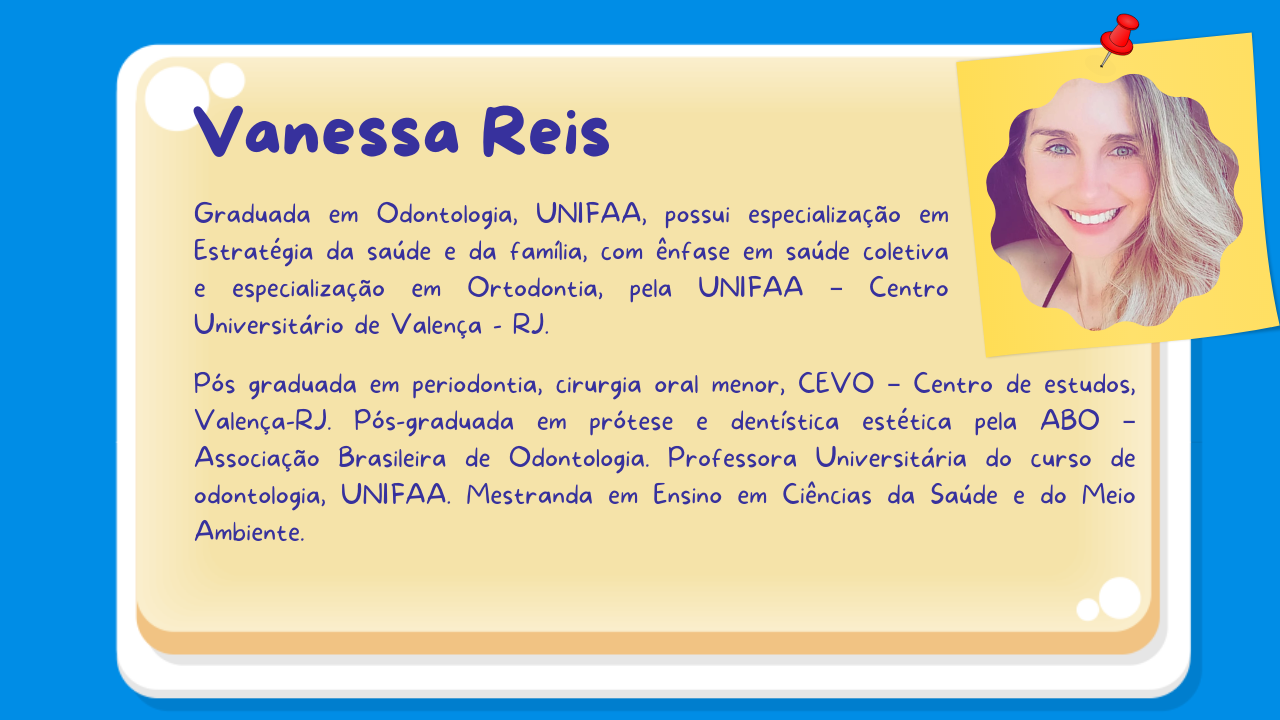 Vanessa Reis
Graduada em Odontologia, UNIFAA, possui especialização em
Estratégia da saúde e da família, com ênfase em saúde coletiva
e especialização em Ortodontia, pela UNIFAA – Centro
Universitário de Valença - RJ.
Pós graduada em periodontia, cirurgia oral menor, CEVO – Centro de estudos,
Valença-RJ. Pós-graduada em prótese e dentística estética pela ABO –
Associação Brasileira de Odontologia. Professora Universitária do curso de
odontologia, UNIFAA. Mestranda em Ensino em Ciências da Saúde e do Meio
Ambiente.